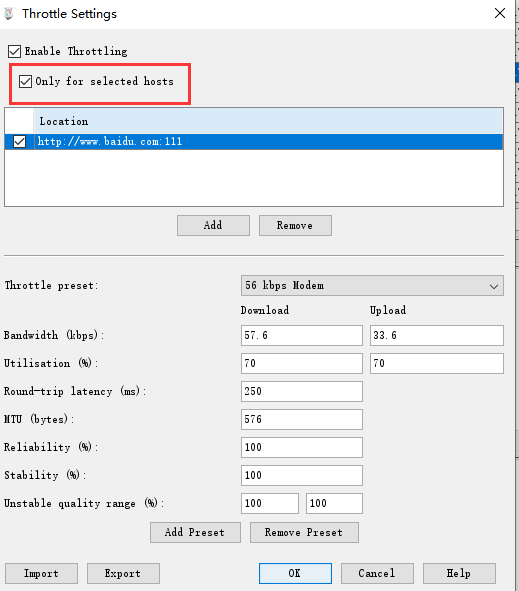 Throttle Settings
Enable Throttling
Only for selected hosts
Location
http://www.baidu.com:111
Add Remove
Throttle preset: 56 kbps Modem
Download Upload
Bandwidth (kbps): 57.6 33.6
Utilisation (%): 70 70
Round-trip latency (ms): 250
MTU (bytes): 576
Reliability (%): 100
Stability (%): 100
Unstable quality range (%): 100 100
Add Preset Remove Preset
Import Export OK Cancel Help